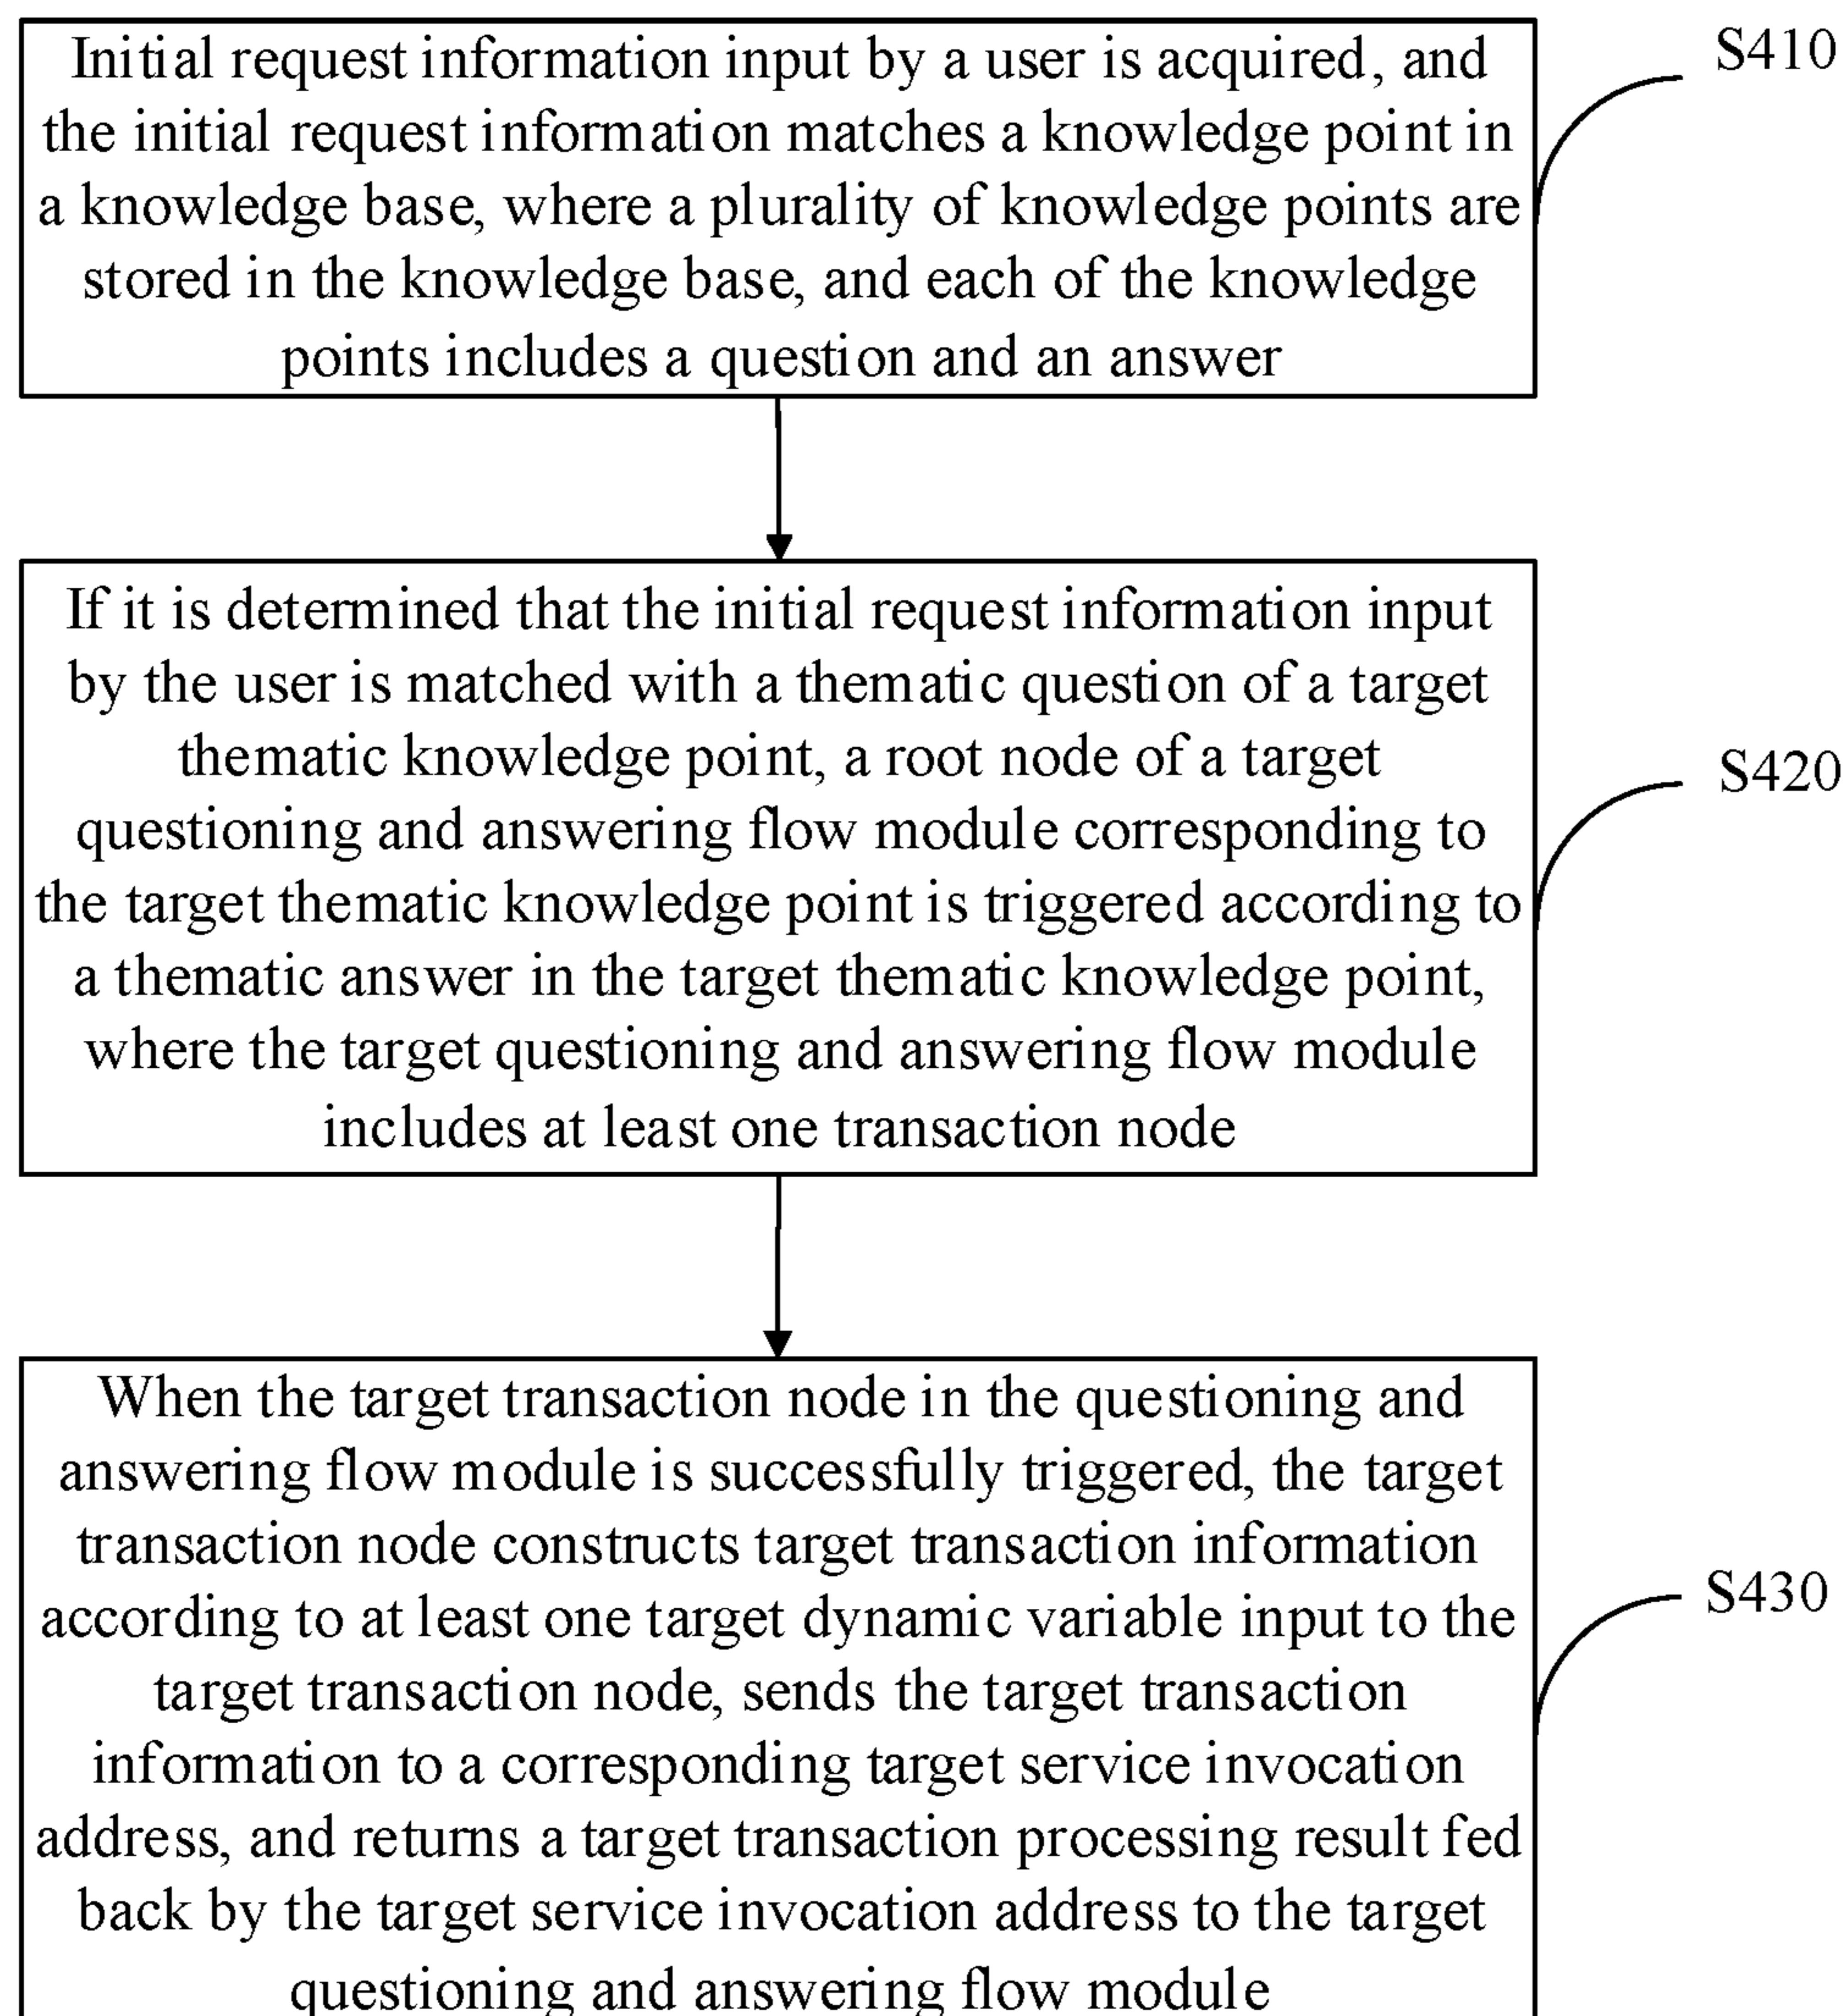 Initial request information input by a user is acquired, and
the initial request information matches a knowledge point in
a knowledge base, where a plurality of knowledge points are
stored in the knowledge base, and each of the knowledge
points includes a question and an answer
S410
If it is determined that the initial request information input
by the user is matched with a thematic question of a target
thematic knowledge point, a root node of a target
questioning and answering flow module corresponding to
the target thematic knowledge point is triggered according to
a thematic answer in the target thematic knowledge point,
where the target questioning and answering flow module
includes at least one transaction node
S420
When the target transaction node in the questioning and
answering flow module is successfully triggered, the target
transaction node constructs target transaction information
according to at least one target dynamic variable input to the
target transaction node, sends the target transaction
information to a corresponding target service invocation
address, and returns a target transaction processing result fed
back by the target service invocation address to the target
questioning and answering flow module
S430